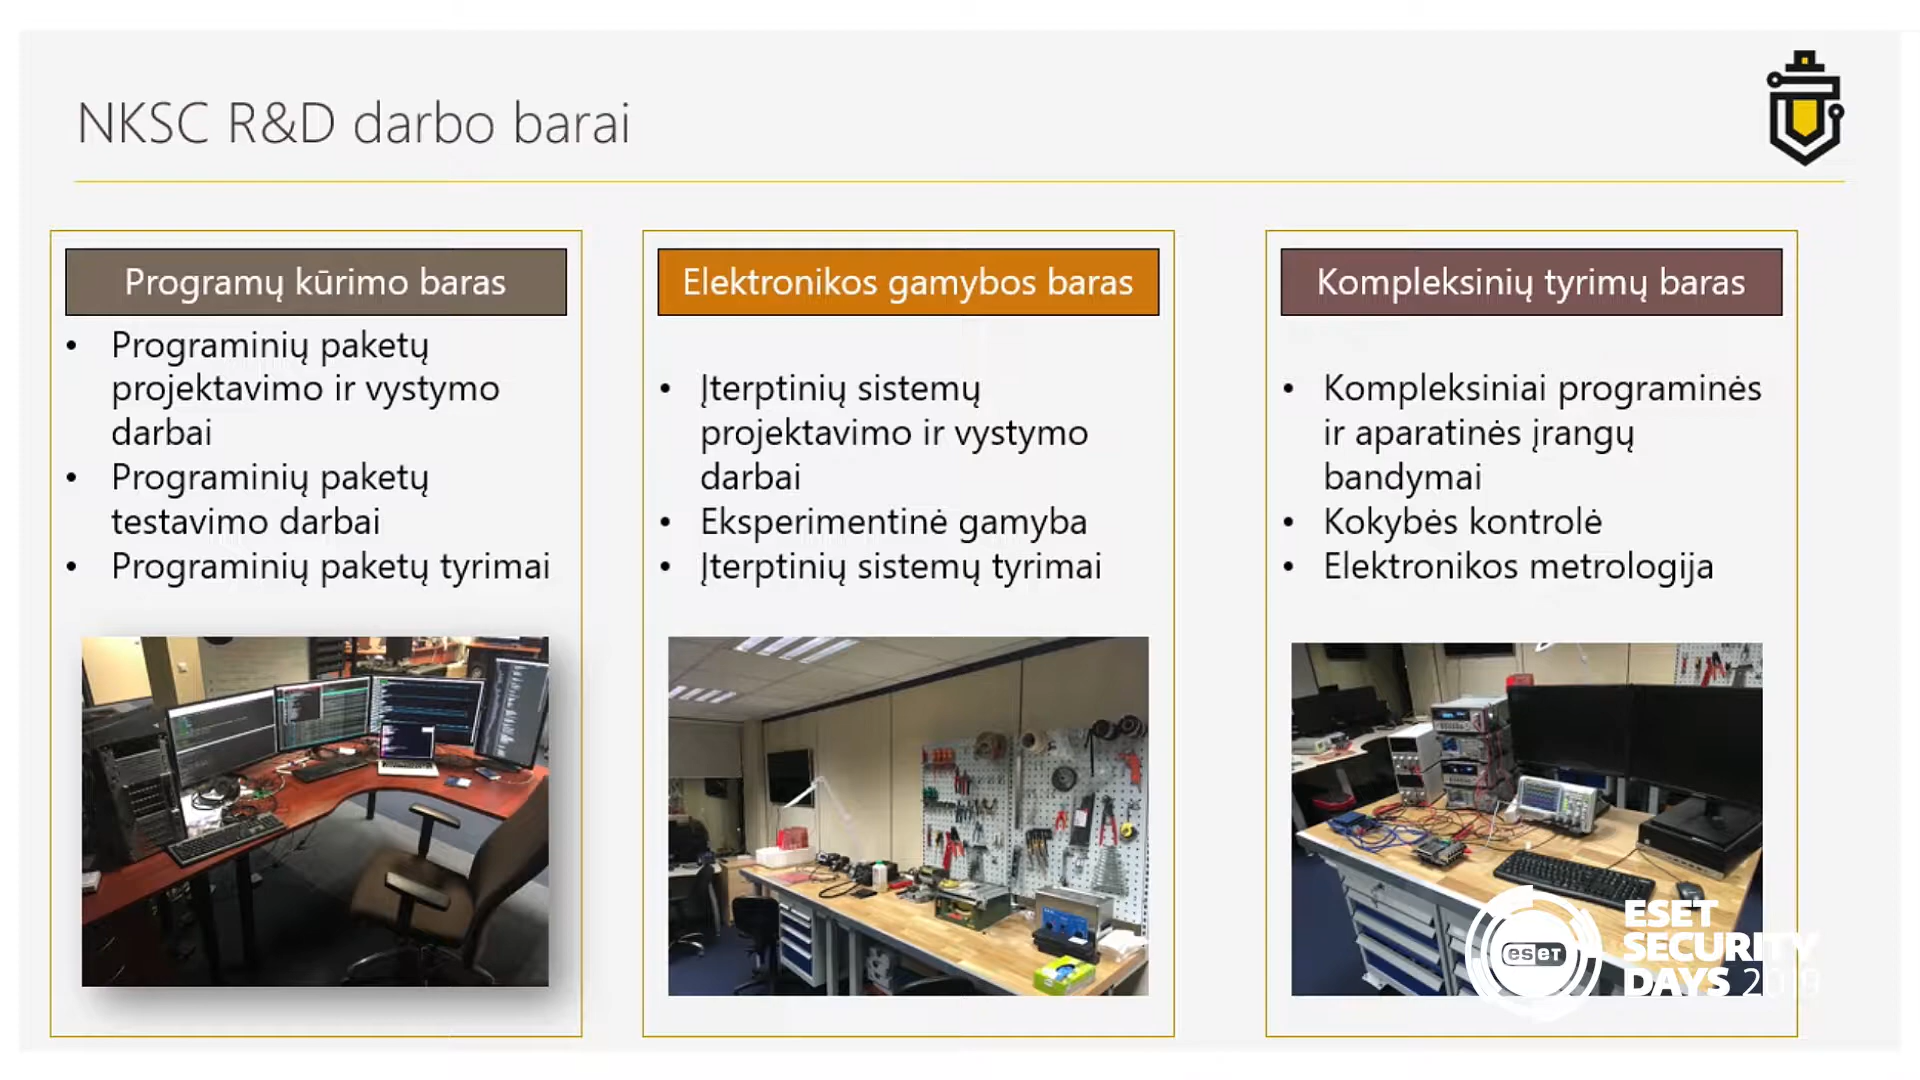 NKSC R&D darbo barai
Programų kūrimo baras
• Programinių paketų
projektavimo ir vystymo
darbai
• Programinių paketų
testavimo darbai
• Programinių paketų tyrimai
Elektronikos gamybos baras
• Įterptinių sistemų
projektavimo ir vystymo
darbai
• Eksperimentinė gamyba
• Įterptinių sistemų tyrimai
Kompleksinių tyrimų baras
• Kompleksiniai programinės
ir aparatinės įrangų
bandymai
• Kokybės kontrolė
• Elektronikos metrologija
eseT
ESET
SECURITY
DAYS 2019